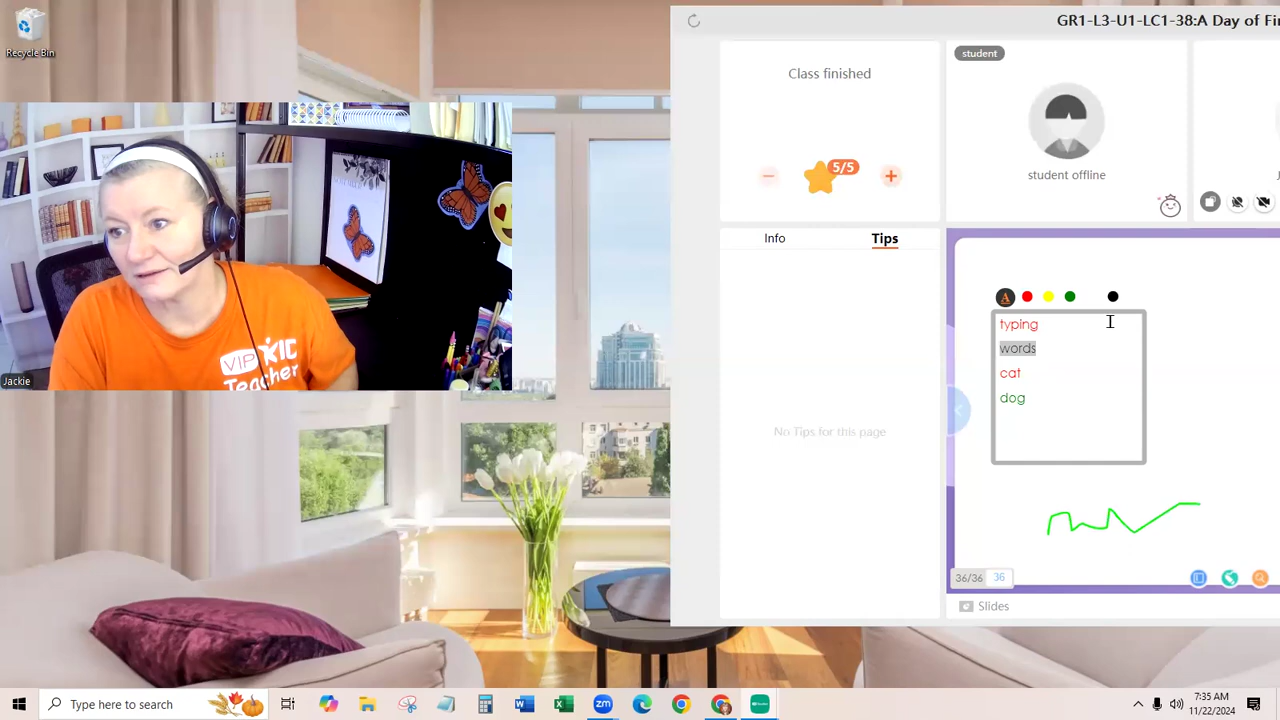 Recycle Bin
GR1-L3-U1-LC1-38:A Day of Fi
Class finished
5/5
student
student offline
J
Info
Tips
No Tips for this page
A
typing
words
cat
dog
36/36
36
Slides
VIPKID
Teacher
Jackie
Type here to search
zm
7:35 AM
11/22/2024